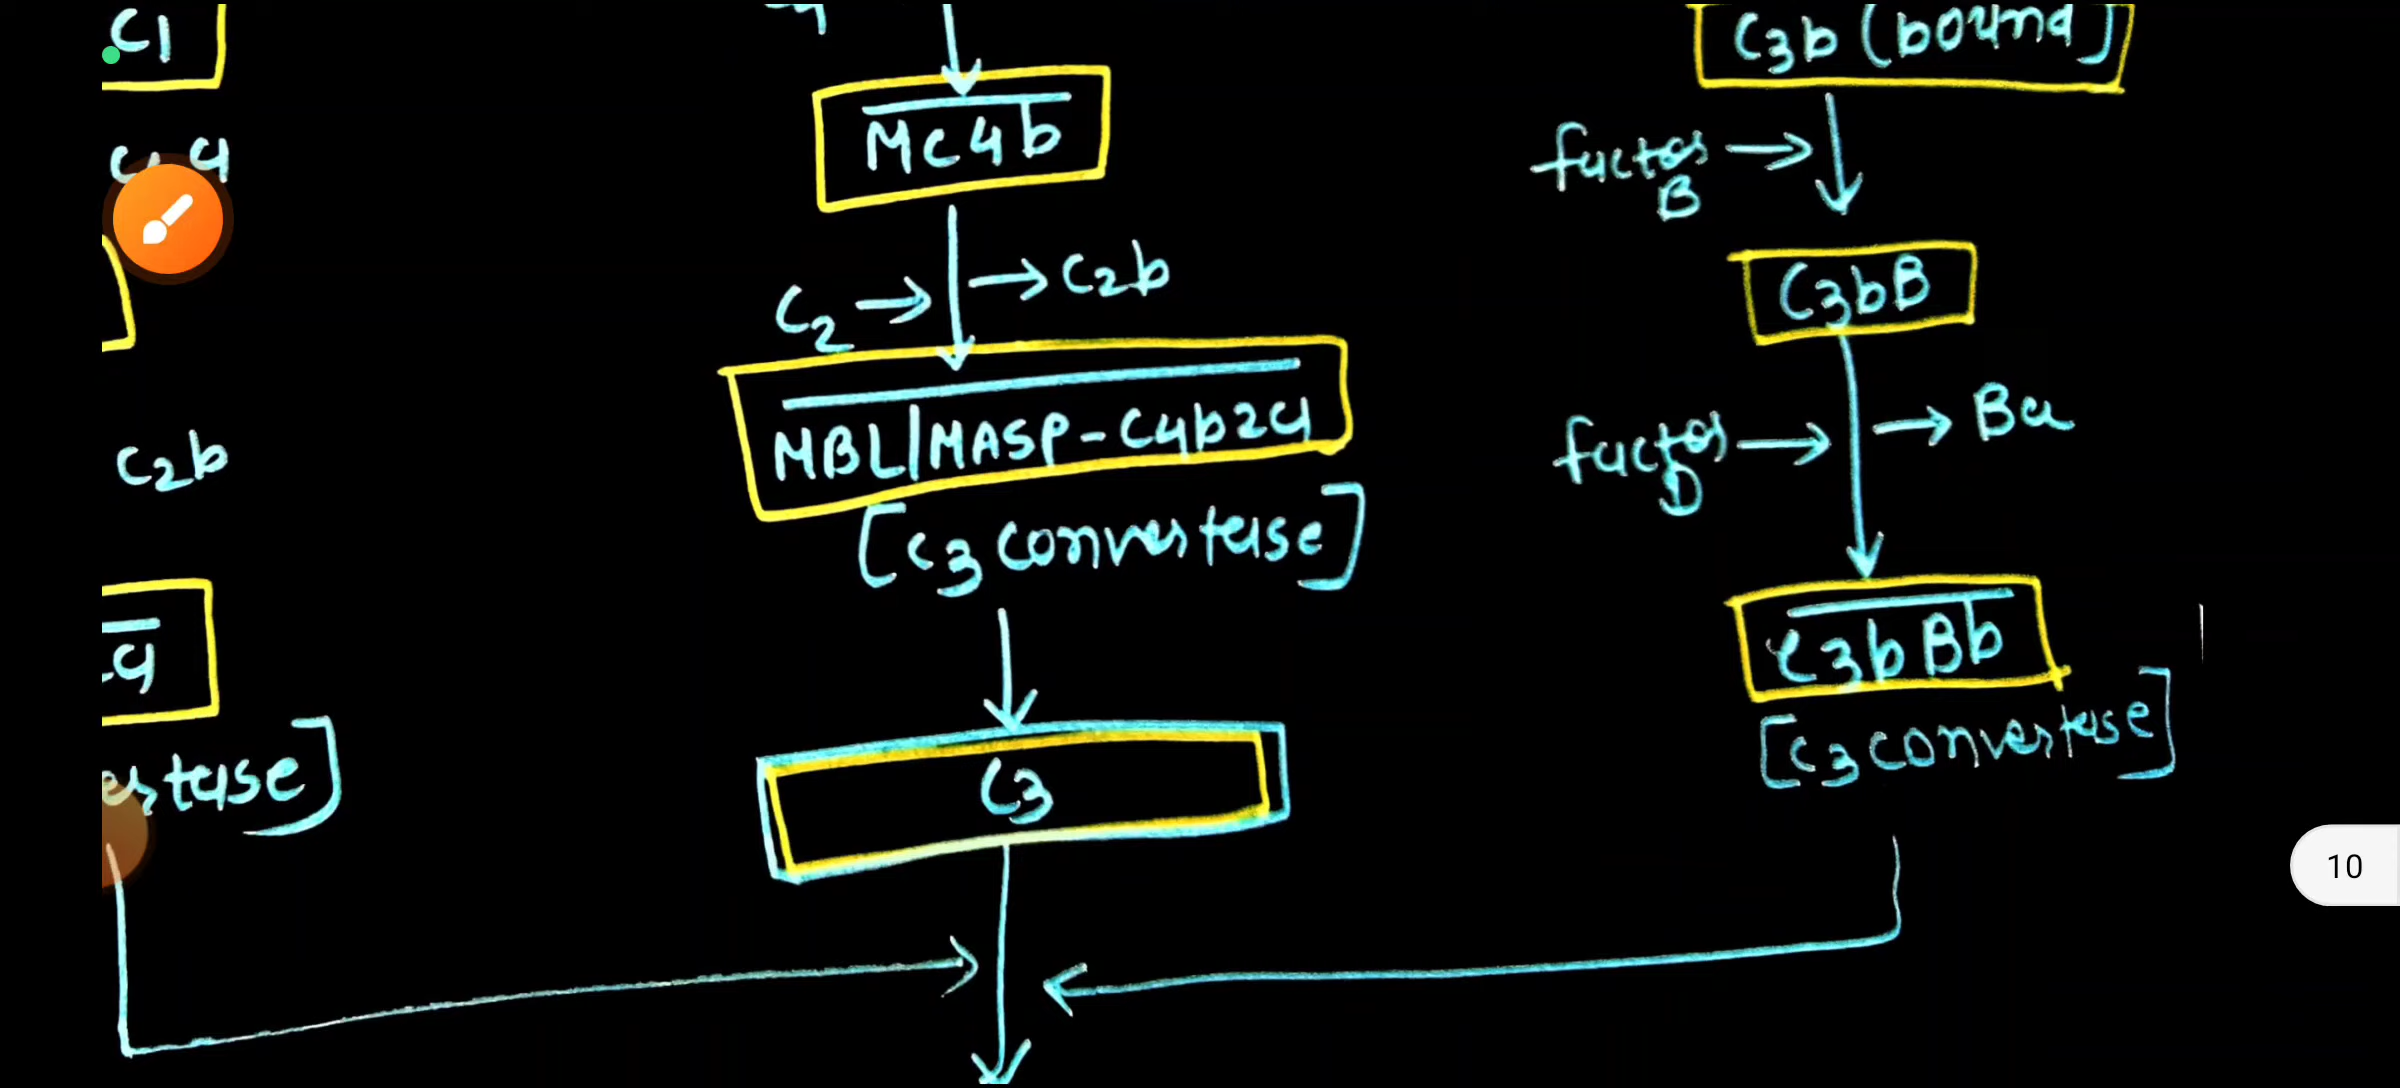 C1
C3b (bound)
MC4b
factor
B
C2b
C2
C3bB
MBL/MASP-C4b2a
Ba
factor
D
C2b
[C3 convertase]
C3bBb
[C3 convertase]
C3
10